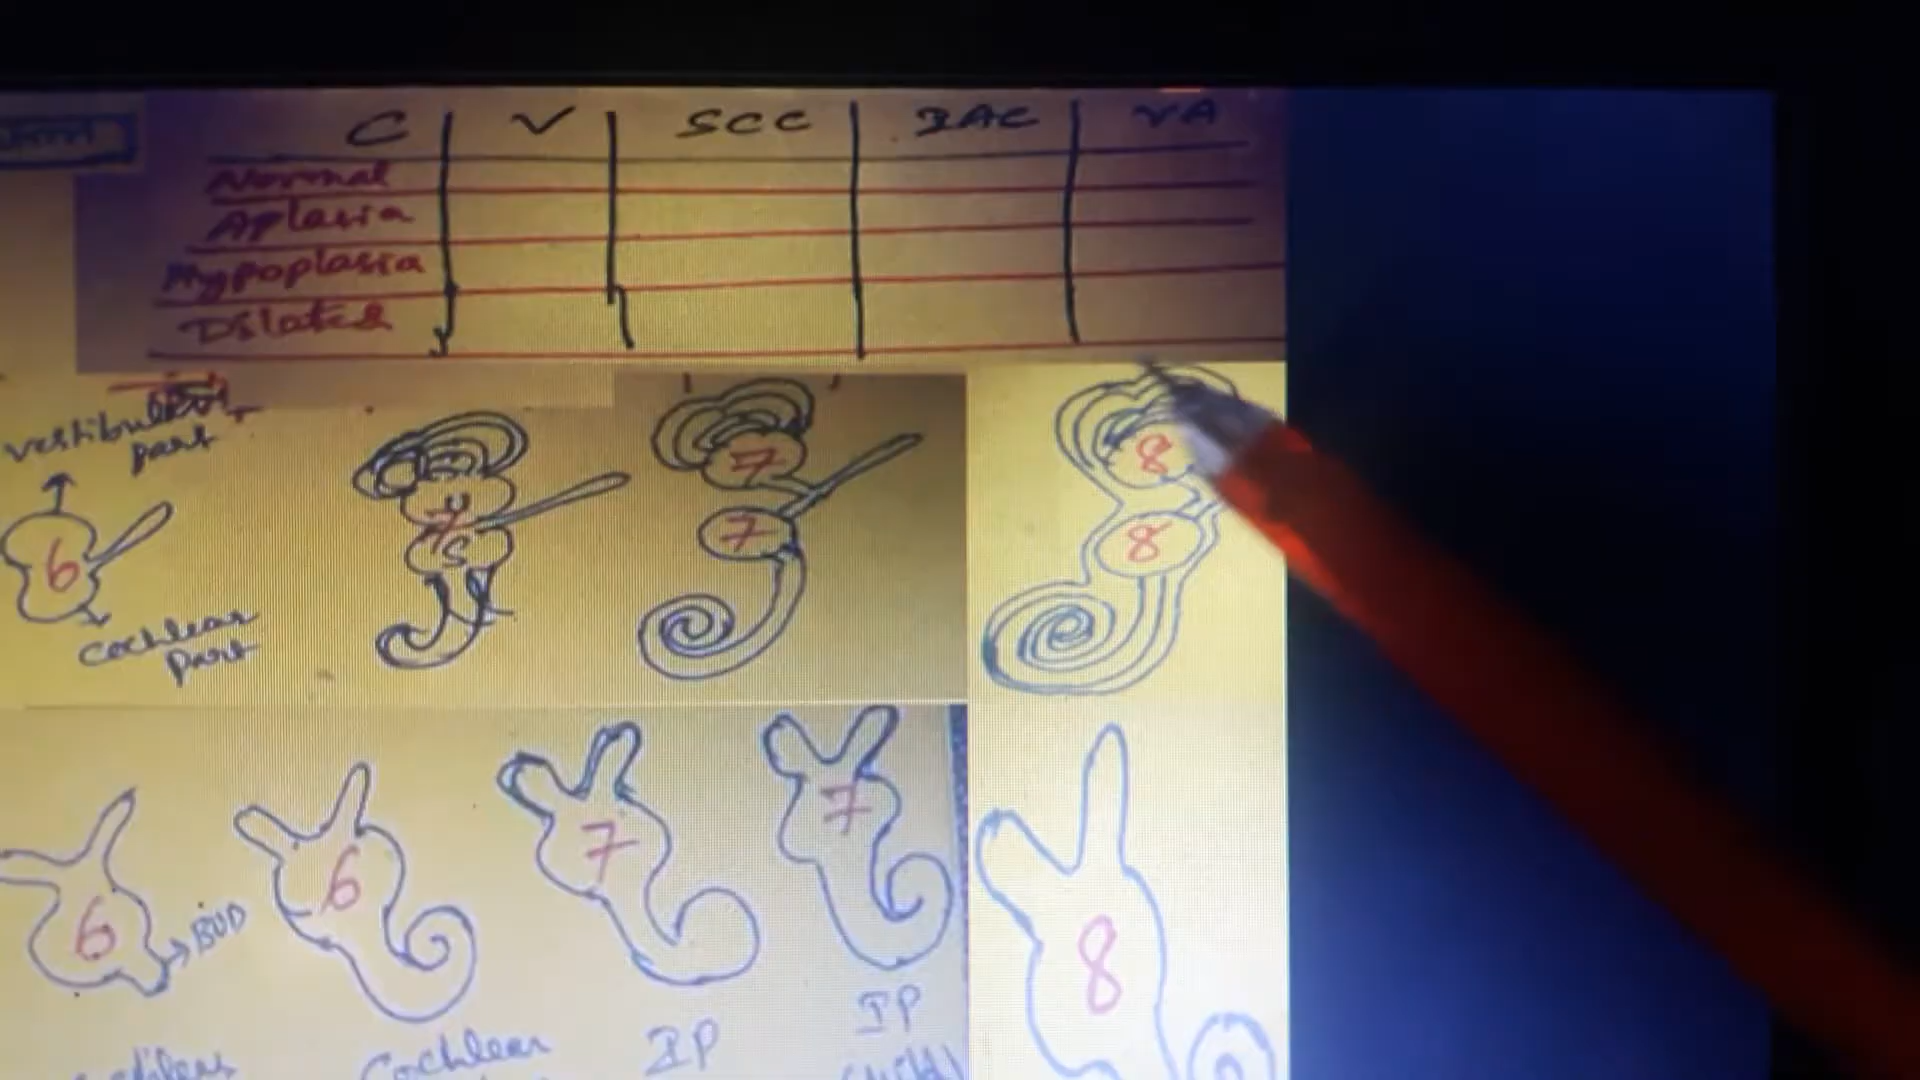 C V SCC IAC VA
Normal
Aplasia
Hypoplasia
Dilated
vestibular
part
7 8
6 V 7 S 7 8
cochlear
part
6 BUD 6 7 7 8
IP
Cochlear IP